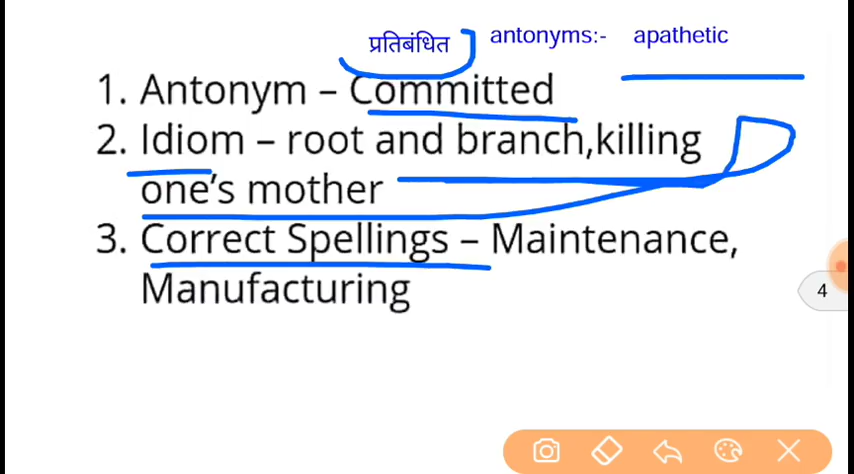 प्रतिबंधित antonyms:- apathetic
1. Antonym – Committed
2. Idiom – root and branch,killing
one's mother
3. Correct Spellings – Maintenance,
Manufacturing
4